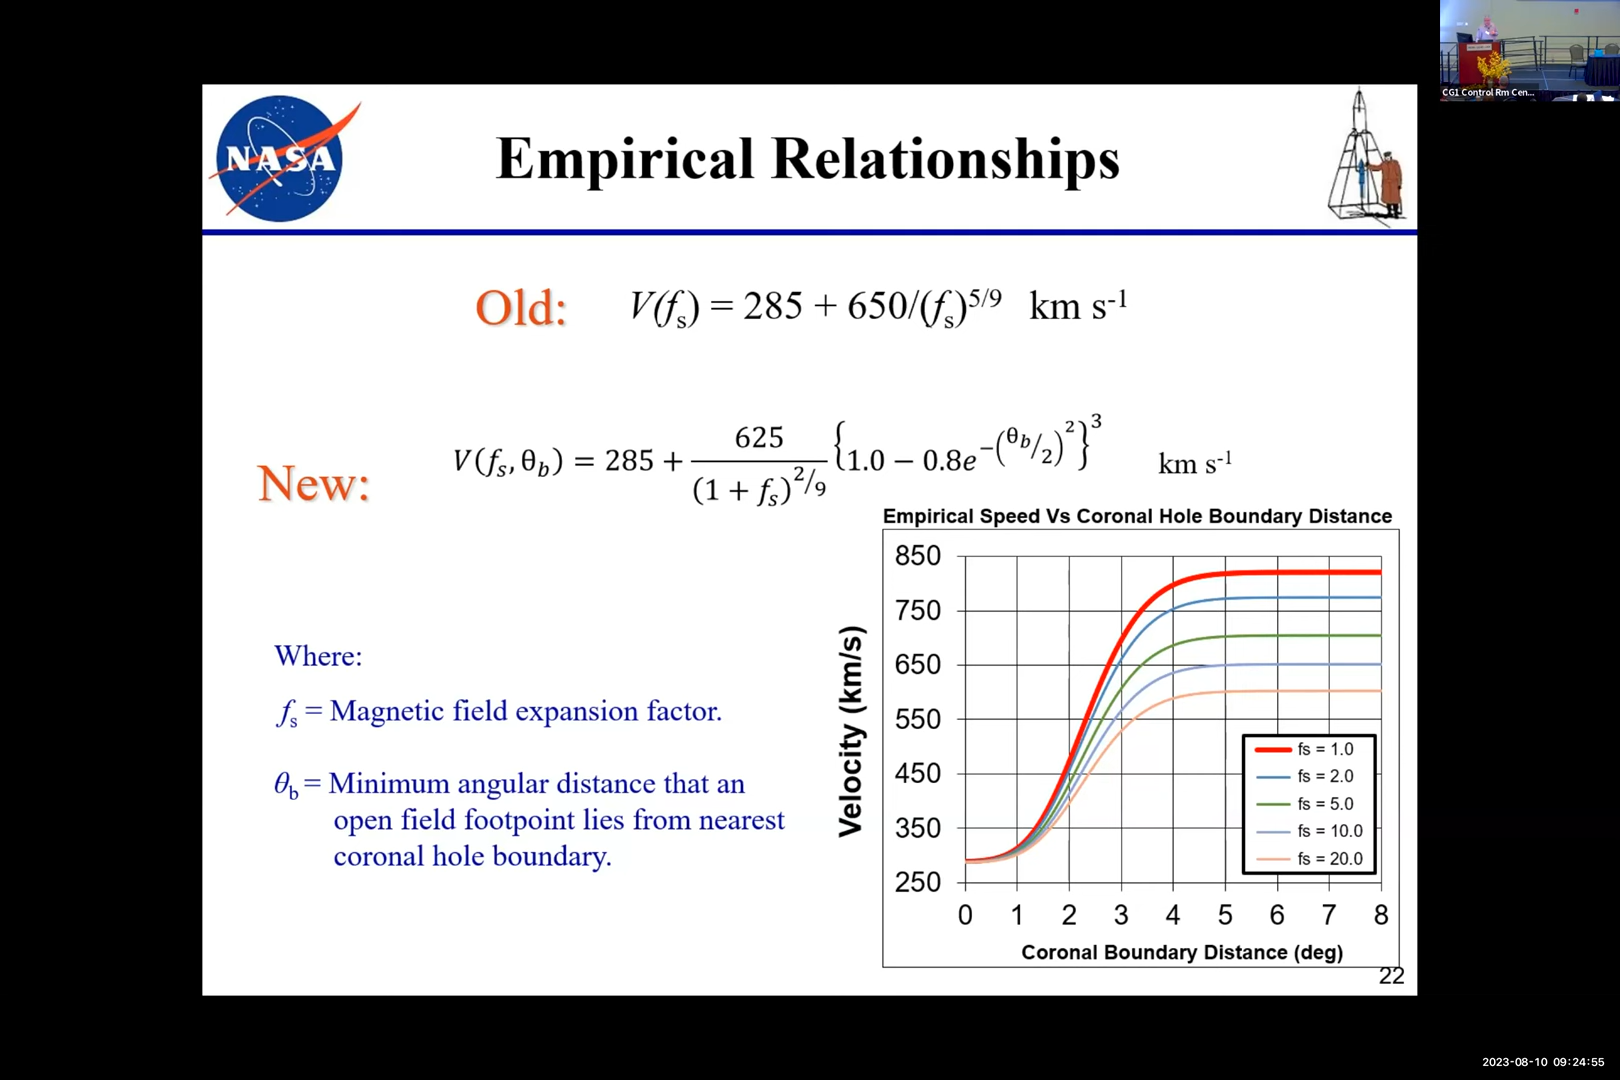 CG1 Control Rm Cen...
NASA
Empirical Relationships
Old: V(fₛ) = 285 + 650/(fₛ)^5/9 km s⁻¹
New: V(fₛ, θ_b) = 285 + 625/(1 + fₛ)^2/9 {1.0 − 0.8e^−(θ_b/2)^2}^3 km s⁻¹
Where:
fₛ = Magnetic field expansion factor.
θ_b = Minimum angular distance that an
open field footpoint lies from nearest
coronal hole boundary.
Empirical Speed Vs Coronal Hole Boundary Distance
Velocity (km/s)
850
750
650
550
450
350
250
fs = 1.0
fs = 2.0
fs = 5.0
fs = 10.0
fs = 20.0
0 1 2 3 4 5 6 7 8
Coronal Boundary Distance (deg)
22
2023-08-10 09:24:55